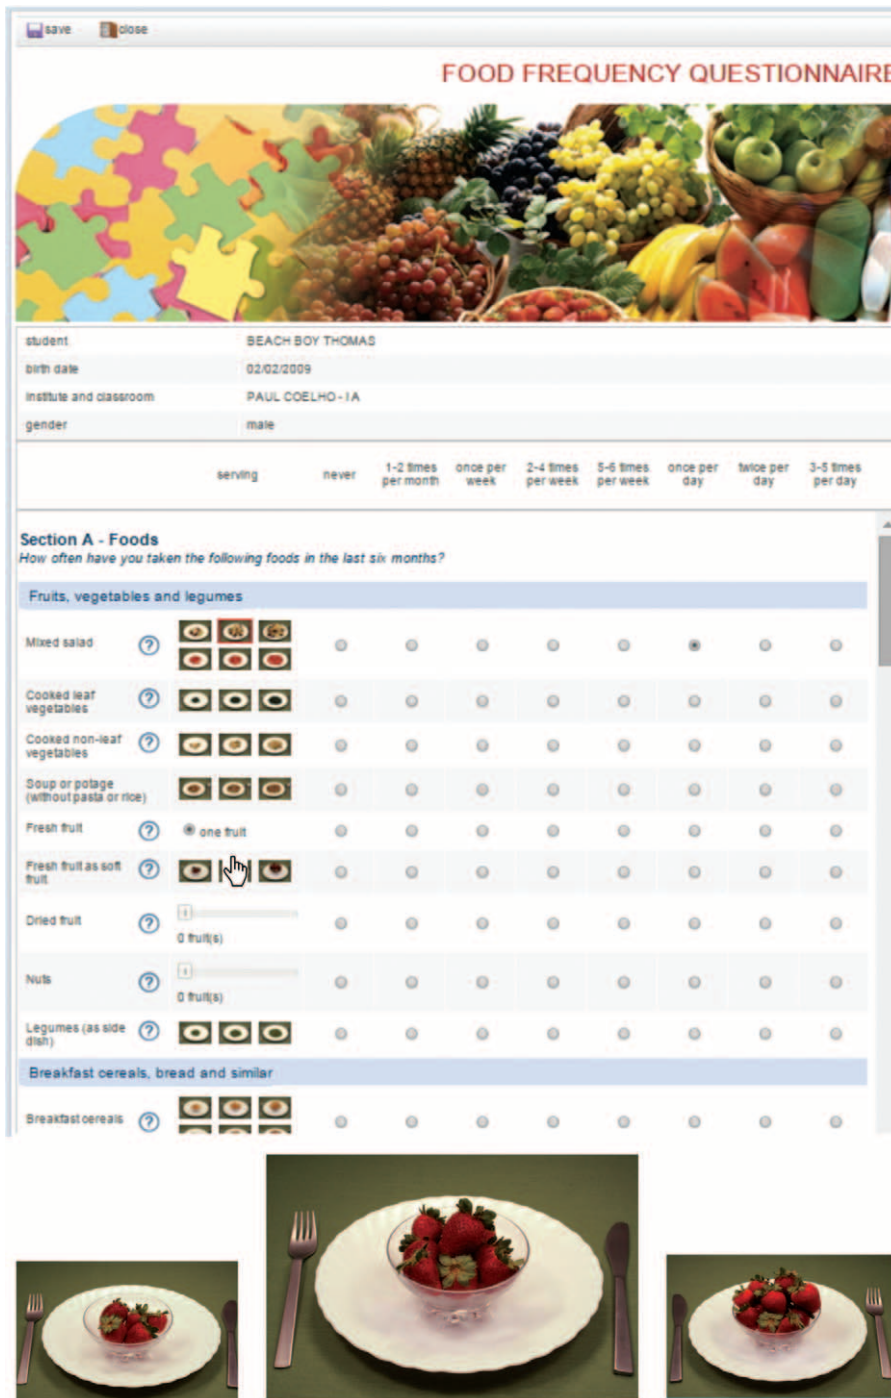 save close
FOOD FREQUENCY QUESTIONNAIRE
student BEACH BOY THOMAS
birth date 02/02/2009
institute and classroom PAUL COELHO - I A
gender male
serving never 1-2 times per month once per week 2-4 times per week 5-6 times per week once per day twice per day 3-5 times per day
Section A - Foods
How often have you taken the following foods in the last six months?
Fruits, vegetables and legumes
Mixed salad ?
Cooked leaf
vegetables ?
Cooked non-leaf
vegetables ?
Soup or potage
(without pasta or rice)
Fresh fruit ? one fruit
Fresh fruit as soft
fruit ?
Dried fruit ?
0 fruit(s)
Nuts ?
0 fruit(s)
Legumes (as side
dish) ?
Breakfast cereals, bread and similar
Breakfast cereals ?